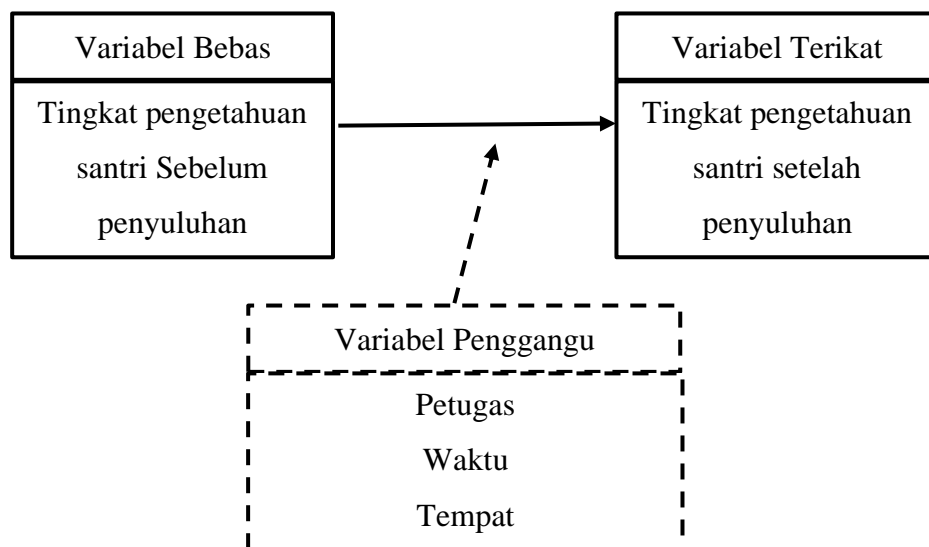 Variabel Bebas
Tingkat pengetahuan
santri Sebelum
penyuluhan
Variabel Terikat
Tingkat pengetahuan
santri setelah
penyuluhan
Variabel Penggangu
Petugas
Waktu
Tempat